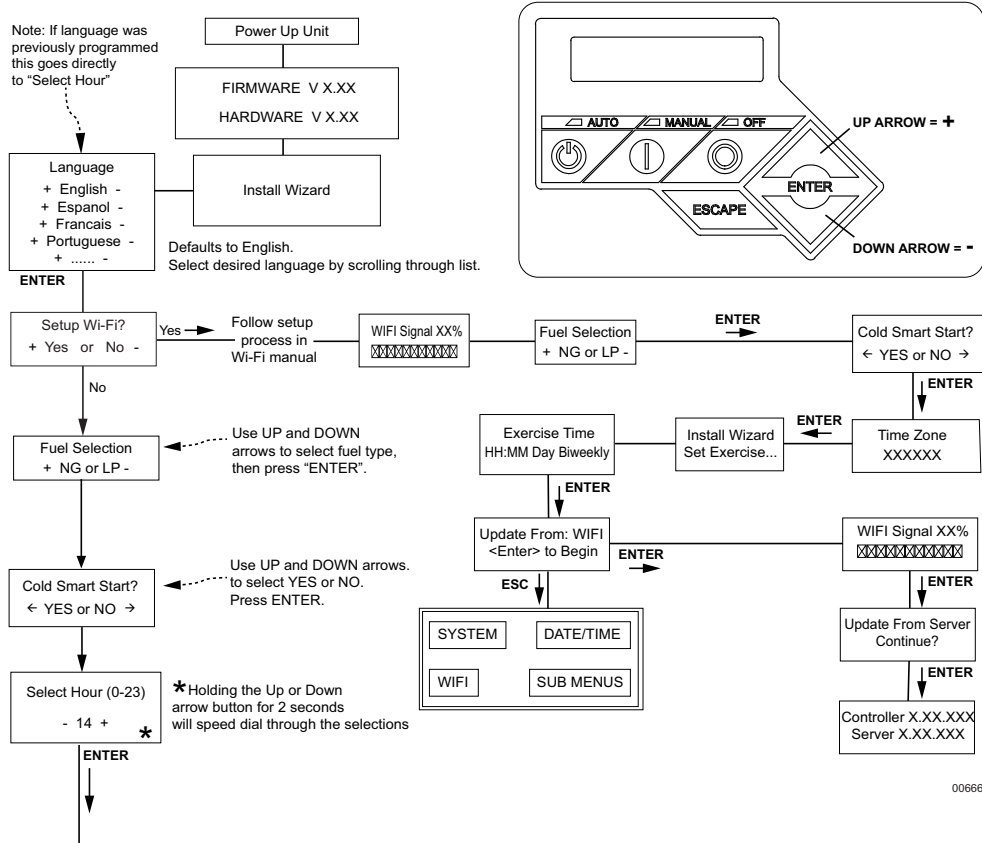 Note: If language was
previously programmed
this goes directly
to “Select Hour”
Power Up Unit
FIRMWARE V X.XX
HARDWARE V X.XX
Install Wizard
Language
+ English -
+ Espanol -
+ Francais -
+ Portuguese -
+ ...... -
ENTER
Defaults to English.
Select desired language by scrolling through list.
AUTO
MANUAL
OFF
ENTER
ESCAPE
UP ARROW = +
DOWN ARROW = -
Setup Wi-Fi?
+ Yes or No -
Yes
Follow setup
process in
Wi-Fi manual
WIFI Signal XX%
Fuel Selection
+ NG or LP -
ENTER
Cold Smart Start?
← YES or NO →
ENTER
Time Zone
XXXXXX
ENTER
Install Wizard
Set Exercise...
Exercise Time
HH:MM Day Biweekly
ENTER
Update From: WIFI
<Enter> to Begin
ENTER
WIFI Signal XX%
ENTER
Update From Server
Continue?
ENTER
Controller X.XX.XXX
Server X.XX.XXX
ESC
SYSTEM
DATE/TIME
WIFI
SUB MENUS
No
Fuel Selection
+ NG or LP -
Use UP and DOWN
arrows to select fuel type,
then press “ENTER”.
Cold Smart Start?
← YES or NO →
Use UP and DOWN arrows.
to select YES or NO.
Press ENTER.
Select Hour (0-23)
- 14 +
*
*Holding the Up or Down
arrow button for 2 seconds
will speed dial through the selections
ENTER
00666